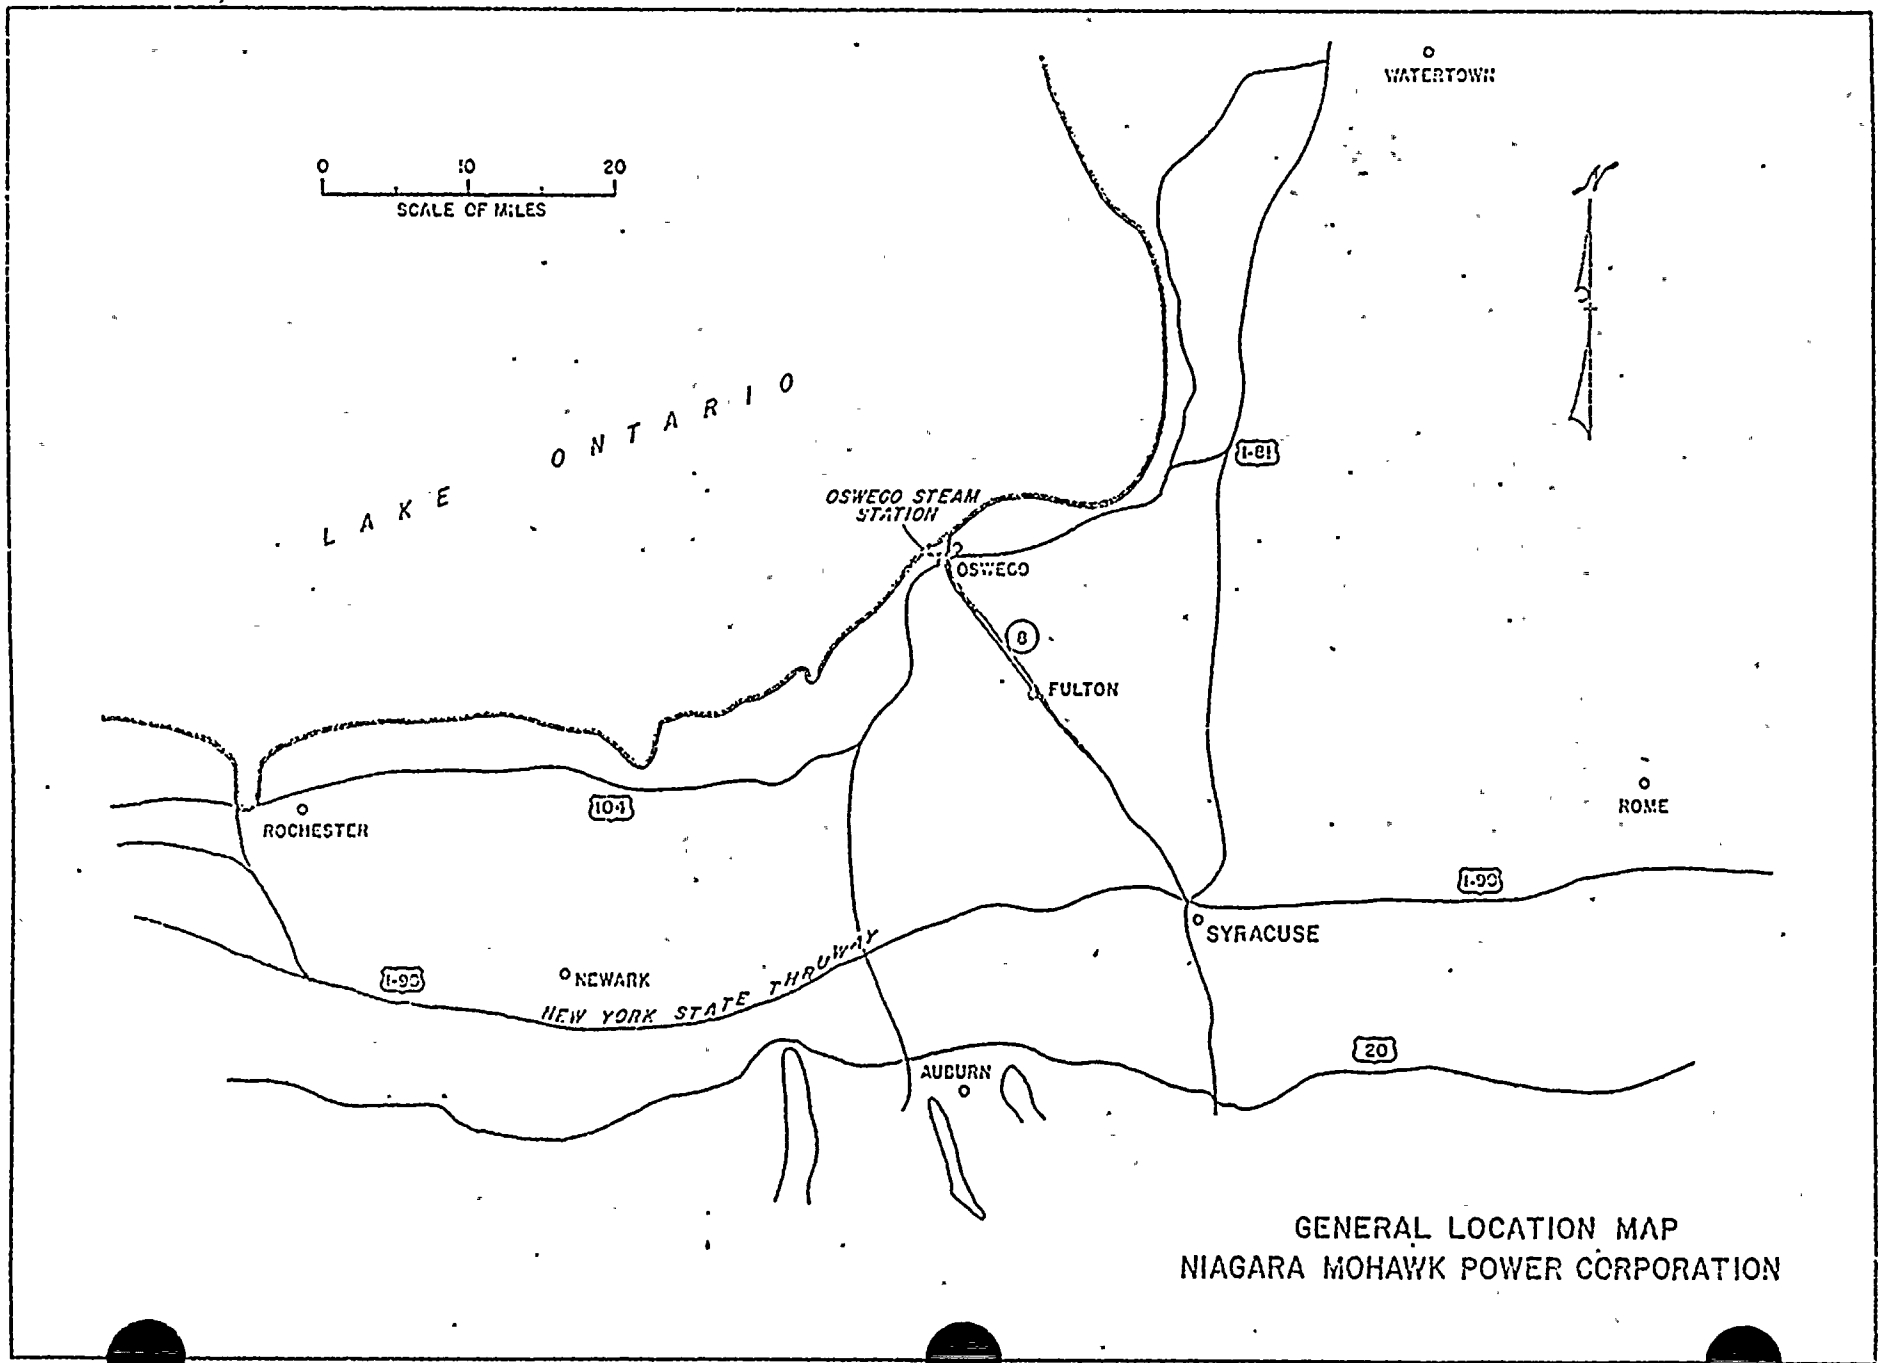 WATERTOWN
0 10 20
SCALE OF MILES
N
LAKE ONTARIO
I-81
OSWEGO STEAM
STATION
OSWEGO
8
FULTON
104
ROCHESTER
ROME
I-90
SYRACUSE
I-90
NEWARK
NEW YORK STATE THRUWAY
20
AUBURN
GENERAL LOCATION MAP
NIAGARA MOHAWK POWER CORPORATION